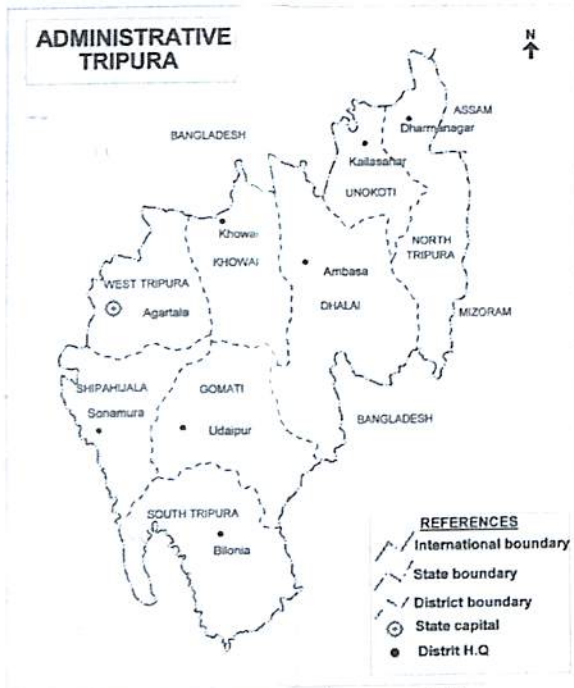 ADMINISTRATIVE
TRIPURA
N
ASSAM
BANGLADESH
Dharmanagar
Kailasahar
UNOKOTI
Khowai
KHOWAI
NORTH
TRIPURA
Ambasa
WEST TRIPURA
DHALAI
Agartala
MIZORAM
SHIPAHIJALA
GOMATI
Sonamura
BANGLADESH
Udaipur
SOUTH TRIPURA
Bilonia
REFERENCES
International boundary
State boundary
District boundary
State capital
Distrit H.Q